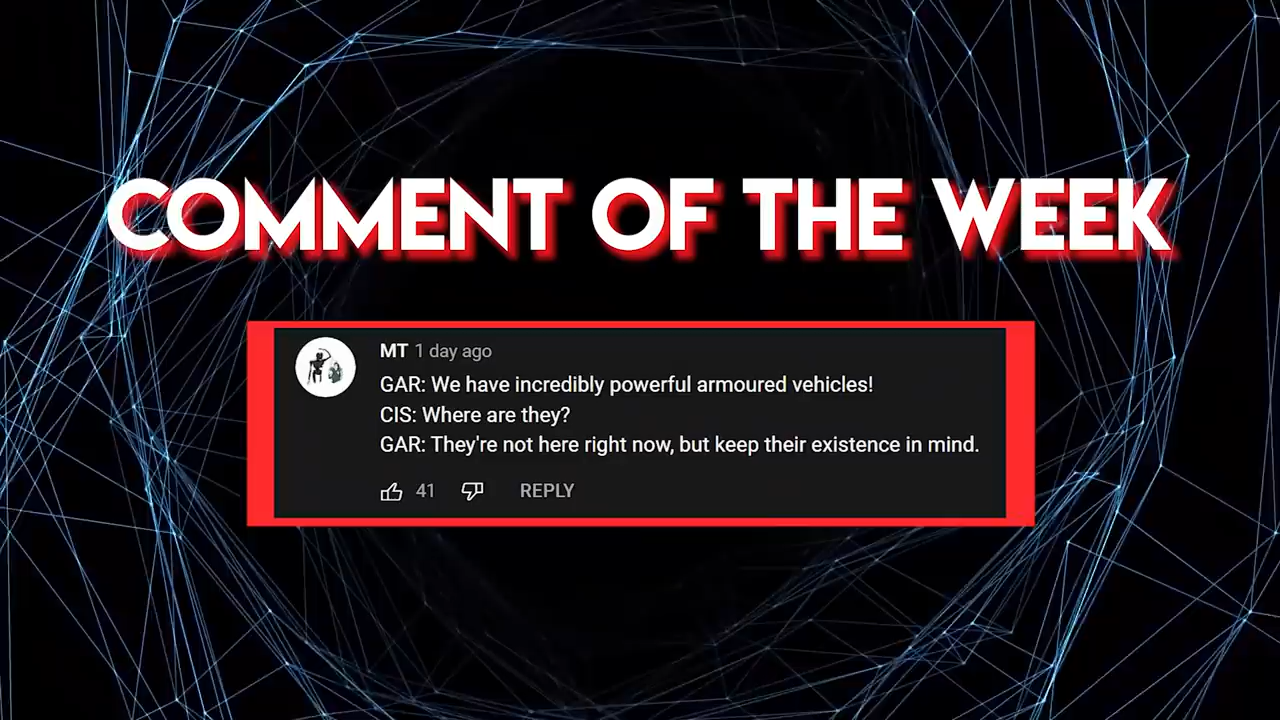 COMMENT OF THE WEEK
MT 1 day ago
GAR: We have incredibly powerful armoured vehicles!
CIS: Where are they?
GAR: They're not here right now, but keep their existence in mind.
41 REPLY